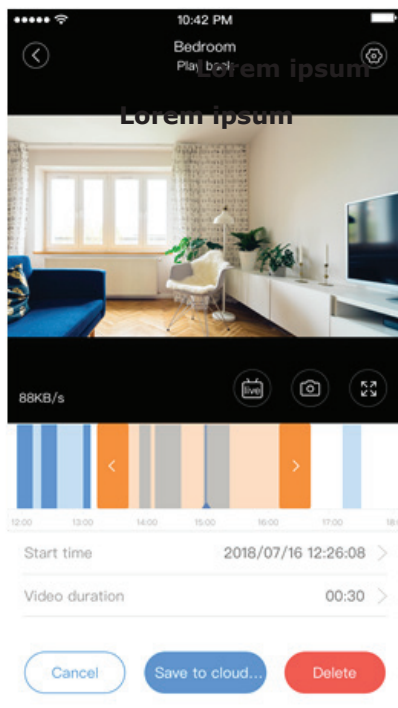 10:42 PM
Bedroom
Play back
Lorem ipsum
Lorem ipsum
live
88KB/s
12:00 13:00 14:00 15:00 16:00 17:00 18:
Start time 2018/07/16 12:26:08
Video duration 00:30
Cancel Save to cloud... Delete